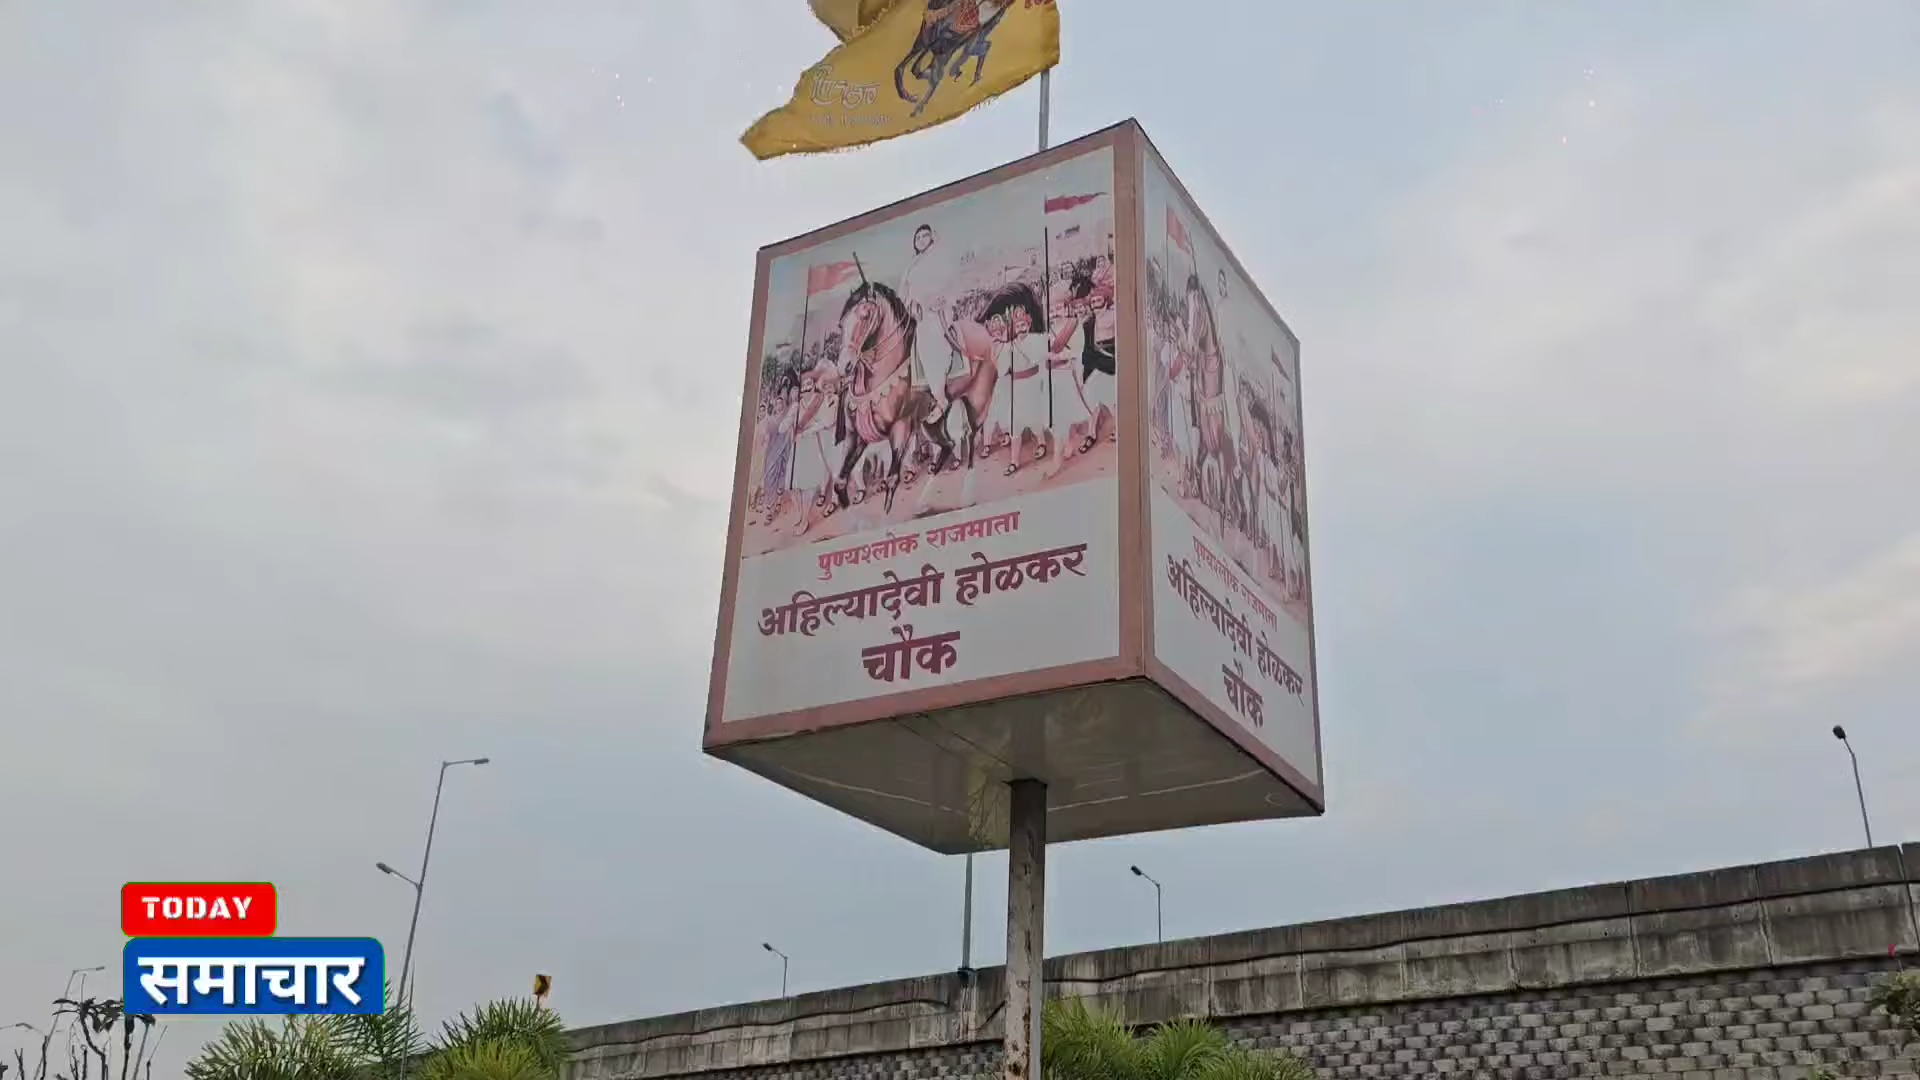 पुण्यश्लोक राजमाता
अहिल्यादेवी होळकर
चौक
पुण्यश्लोक राजमाता
अहिल्यादेवी होळकर
चौक
TODAY
समाचार